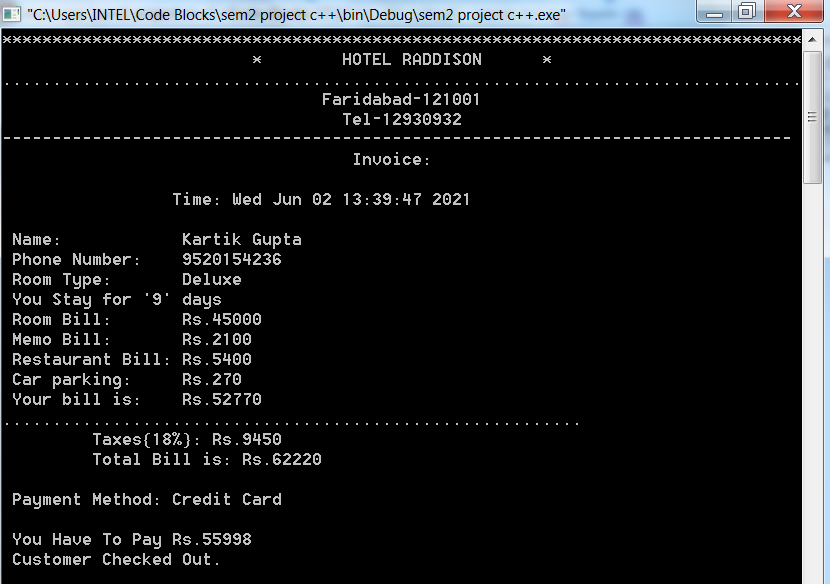 "C:\Users\INTEL\Code Blocks\sem2 project c++\bin\Debug\sem2 project c++.exe"
********************************************************************************
* HOTEL RADDISON *
................................................................................
Faridabad-121001
Tel-12930932
-------------------------------------------------------------------------------
Invoice:
Time: Wed Jun 02 13:39:47 2021
Name: Kartik Gupta
Phone Number: 9520154236
Room Type: Deluxe
You Stay for '9' days
Room Bill: Rs.45000
Memo Bill: Rs.2100
Restaurant Bill: Rs.5400
Car parking: Rs.270
Your bill is: Rs.52770
..........................................................
Taxes{18%}: Rs.9450
Total Bill is: Rs.62220
Payment Method: Credit Card
You Have To Pay Rs.55998
Customer Checked Out.